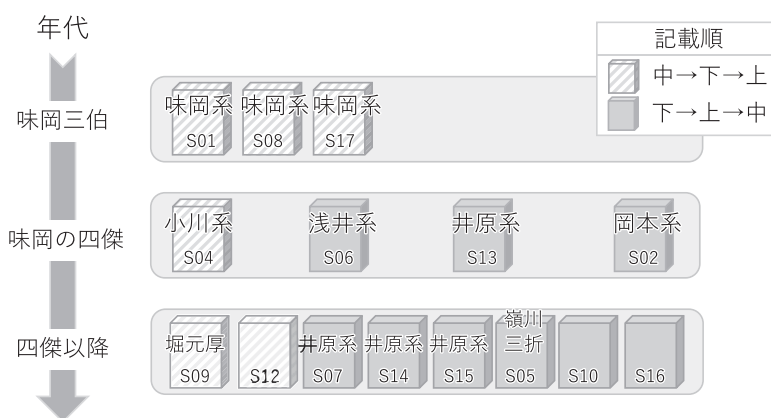 年代
記載順
中→下→上
下→上→中
味岡三伯
味岡系 味岡系 味岡系
S01 S08 S17
味岡の四傑
小川系 浅井系 井原系 岡本系
S04 S06 S13 S02
四傑以降
堀元厚 井原系 井原系 井原系 嶺川三折
S09 S12 S07 S14 S15 S05 S10 S16